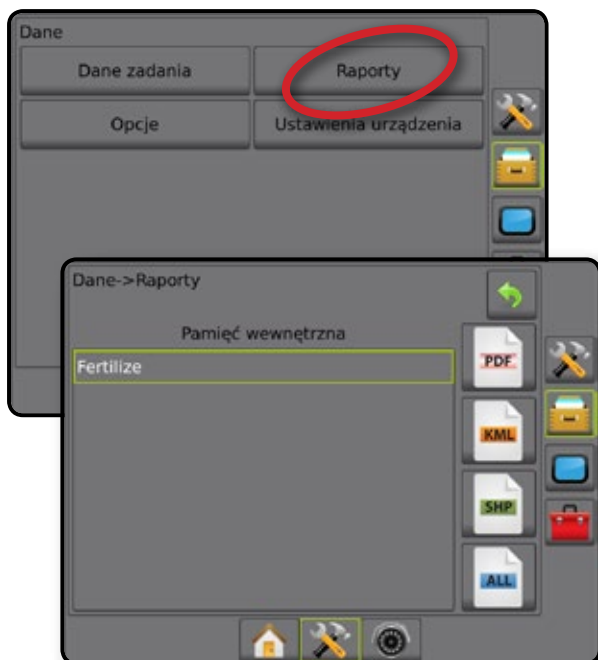 Dane
Dane zadania
Raporty
Opcje
Ustawienia urządzenia
Dane->Raporty
Pamięć wewnętrzna
Fertilize
PDF
KML
SHP
ALL